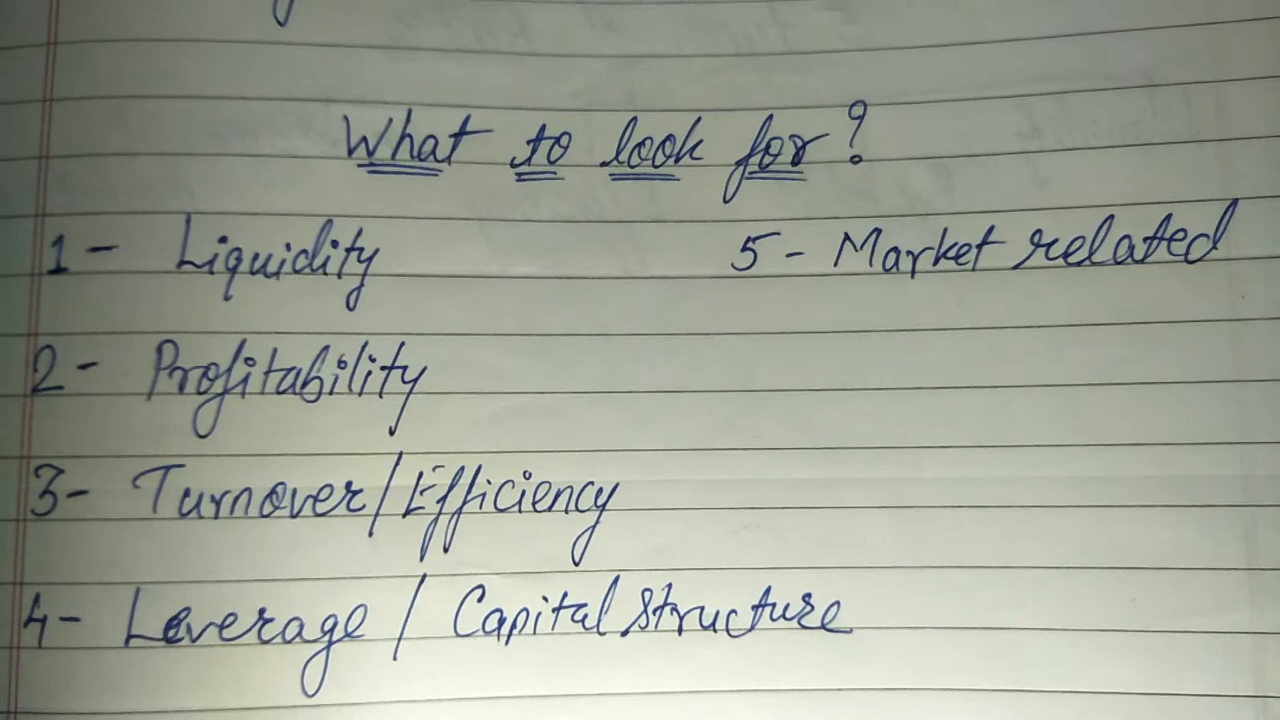 What to look for?
1- Liquidity
2- Profitability
3- Turnover/Efficiency
4- Leverage / Capital structure
5- Market related